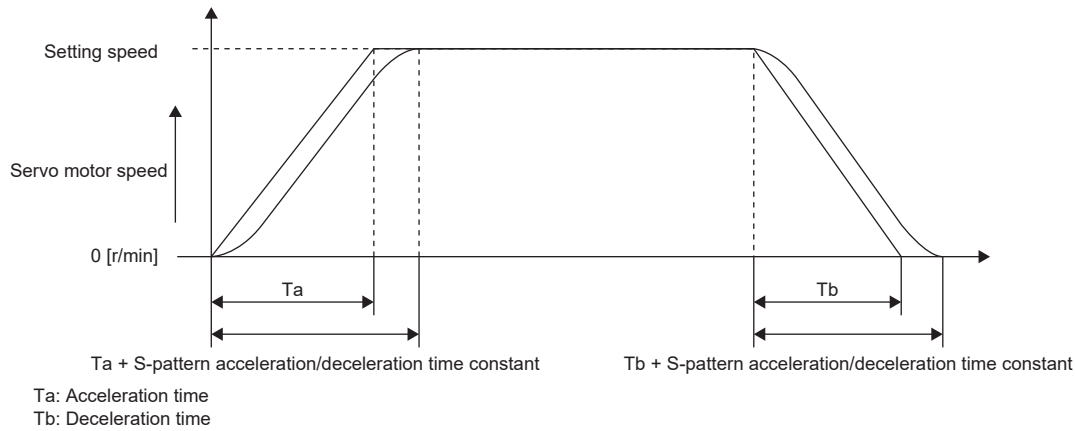 Setting speed
Servo motor speed
0 [r/min]
Ta
Tb
Ta + S-pattern acceleration/deceleration time constant
Tb + S-pattern acceleration/deceleration time constant
Ta: Acceleration time
Tb: Deceleration time